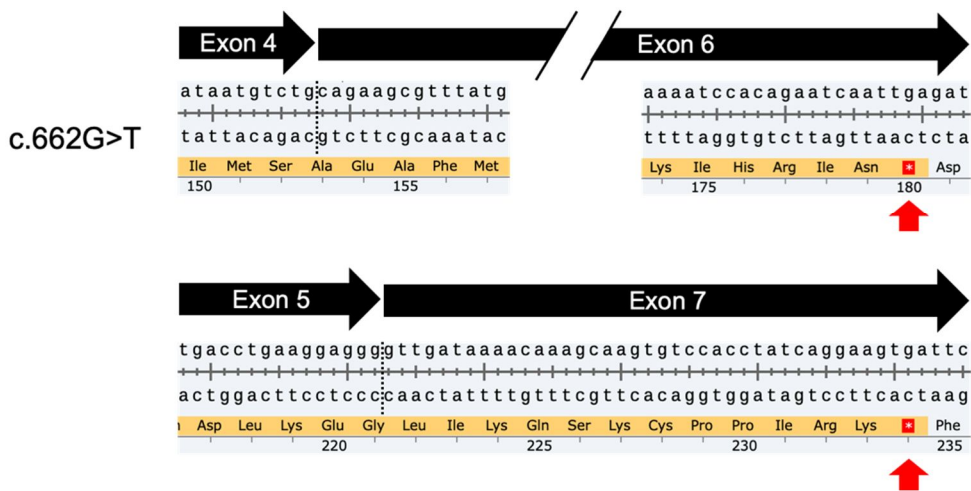 Exon 4 Exon 6
ataatgtctgcagaagcgtttatg aaaatccacagaatcaattgagat
c.662G>T
tattacagacgtcttcgcaaatac ttttaggtgtcttagttaactcta
Ile Met Ser Ala Glu Ala Phe Met Lys Ile His Arg Ile Asn * Asp
150 155 175 180
Exon 5 Exon 7
tgacctgaaggaggggttgataaaacaaagcaagtgtccacctatcaggaagtgattc
actggacttcctccccaactattttgtttcgttcacaggtggatagtccttcactaag
Asp Leu Lys Glu Gly Leu Ile Lys Gln Ser Lys Cys Pro Pro Ile Arg Lys * Phe
220 225 230 235